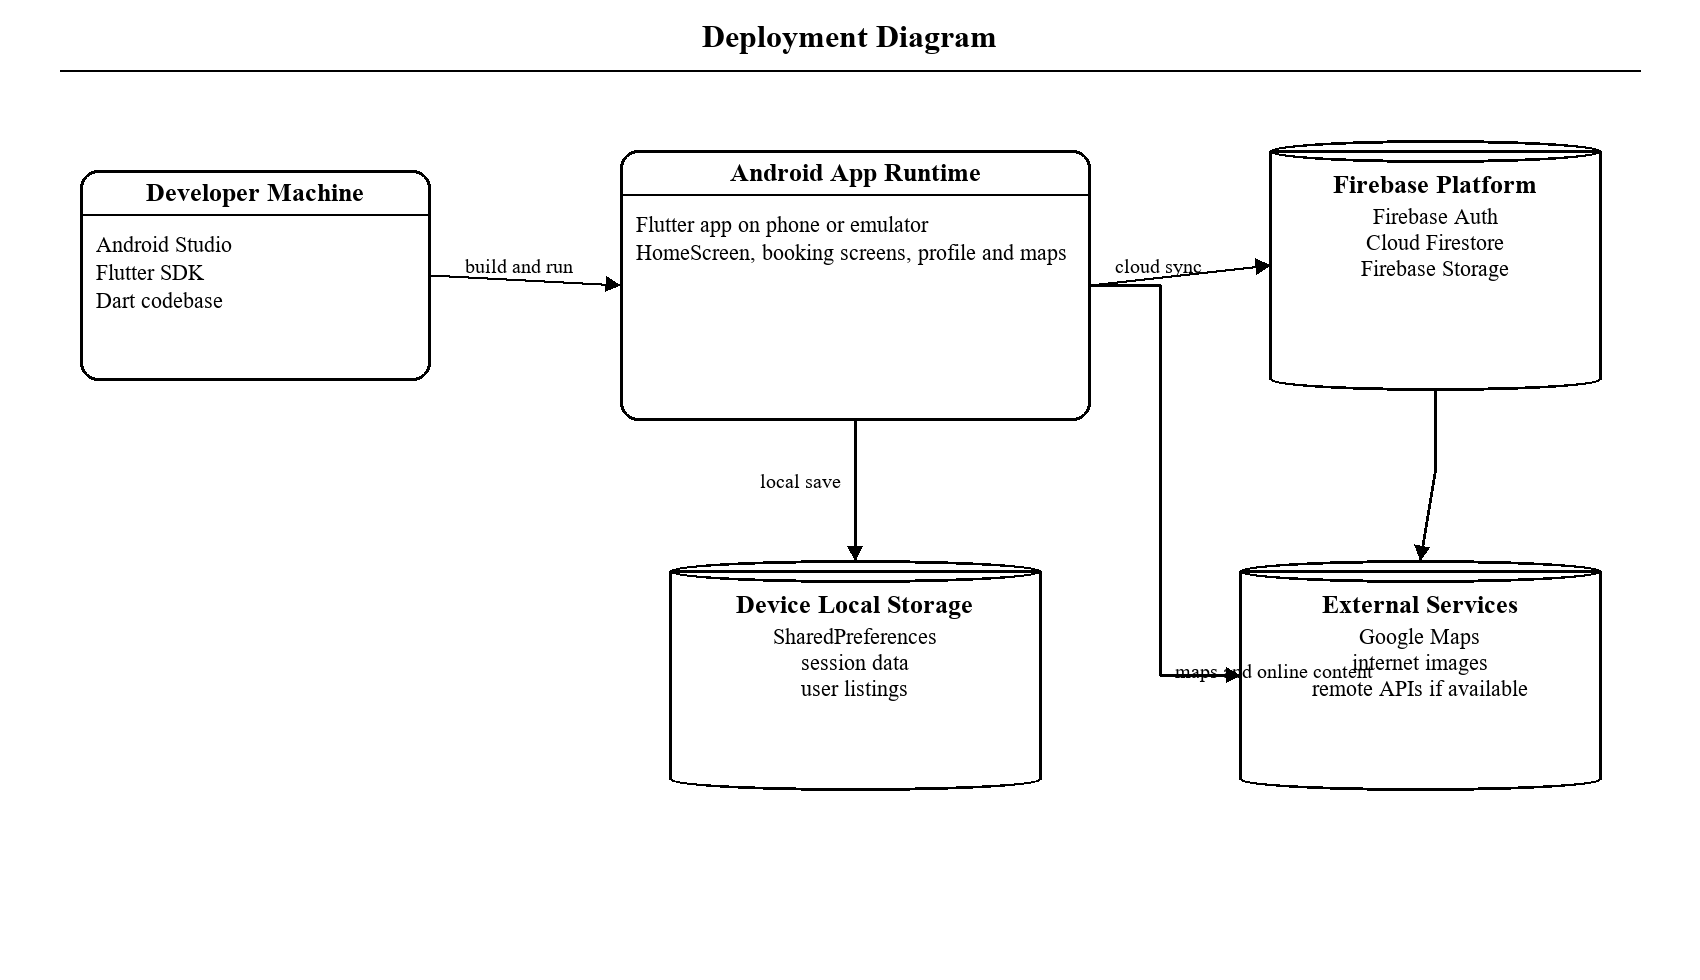 Deployment Diagram
Developer Machine
Android Studio
Flutter SDK
Dart codebase
build and run
Android App Runtime
Flutter app on phone or emulator
HomeScreen, booking screens, profile and maps
cloud sync
Firebase Platform
Firebase Auth
Cloud Firestore
Firebase Storage
local save
Device Local Storage
SharedPreferences
session data
user listings
maps and online content
External Services
Google Maps
internet images
remote APIs if available